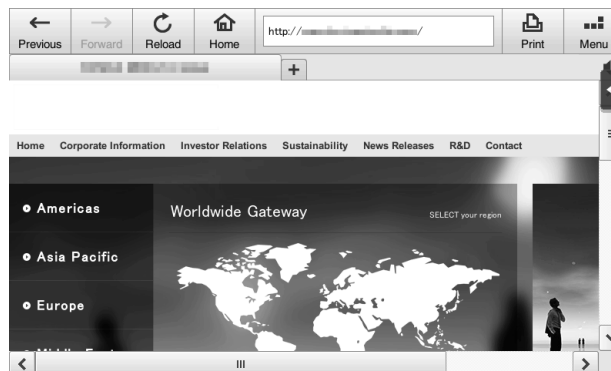 Previous Forward Reload Home http:// / Print Menu
+
Home Corporate Information Investor Relations Sustainability News Releases R&D Contact
Americas
Worldwide Gateway
SELECT your region
Asia Pacific
Europe